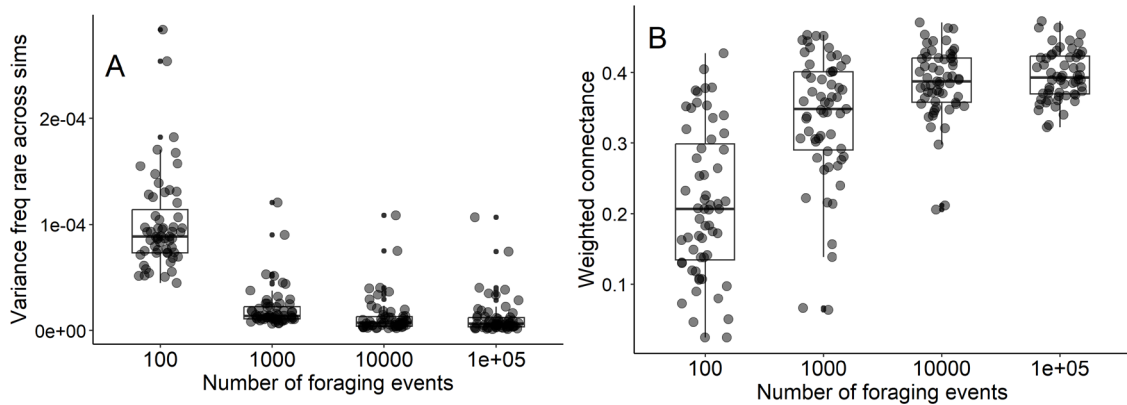 A
Variance freq rare across sims
2e-04
1e-04
0e+00
100
1000
10000
1e+05
Number of foraging events
B
Weighted connectance
0.4
0.3
0.2
0.1
100
1000
10000
1e+05
Number of foraging events